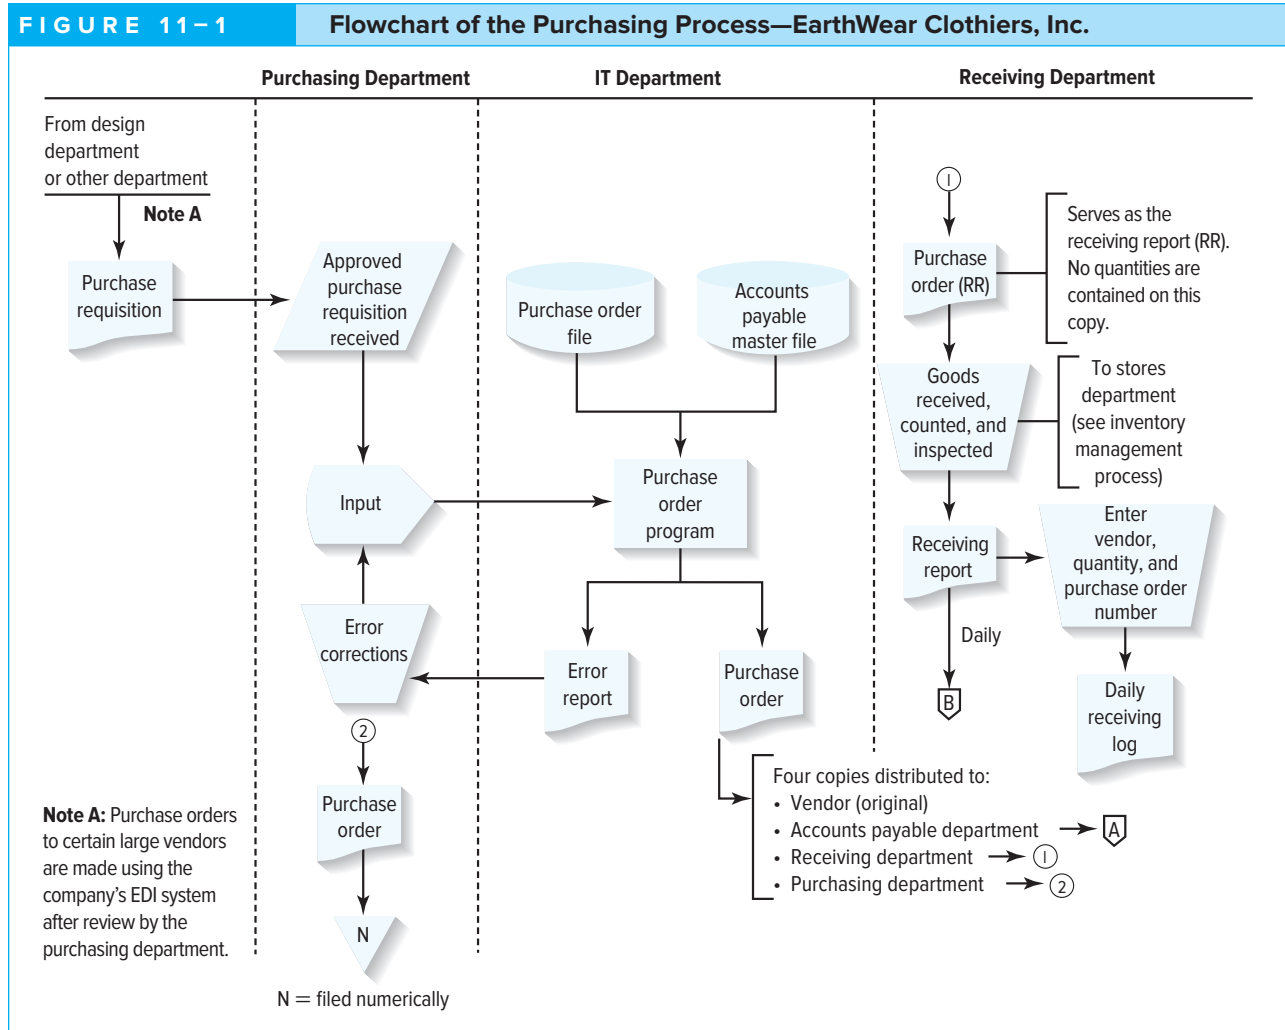 FIGURE 11–1
Flowchart of the Purchasing Process—EarthWear Clothiers, Inc.
Purchasing Department
IT Department
Receiving Department
From design
department
or other department
Note A
Purchase
requisition
Approved
purchase
requisition
received
Input
Error
corrections
2
Purchase
order
N
N = filed numerically
Note A: Purchase orders
to certain large vendors
are made using the
company's EDI system
after review by the
purchasing department.
Purchase order
file
Accounts
payable
master file
Purchase
order
program
Error
report
Purchase
order
Four copies distributed to:
• Vendor (original)
• Accounts payable department A
• Receiving department 1
• Purchasing department 2
1
Purchase
order (RR)
Serves as the
receiving report (RR).
No quantities are
contained on this
copy.
Goods
received,
counted, and
inspected
To stores
department
(see inventory
management
process)
Receiving
report
Enter
vendor,
quantity, and
purchase order
number
Daily
B
Daily
receiving
log